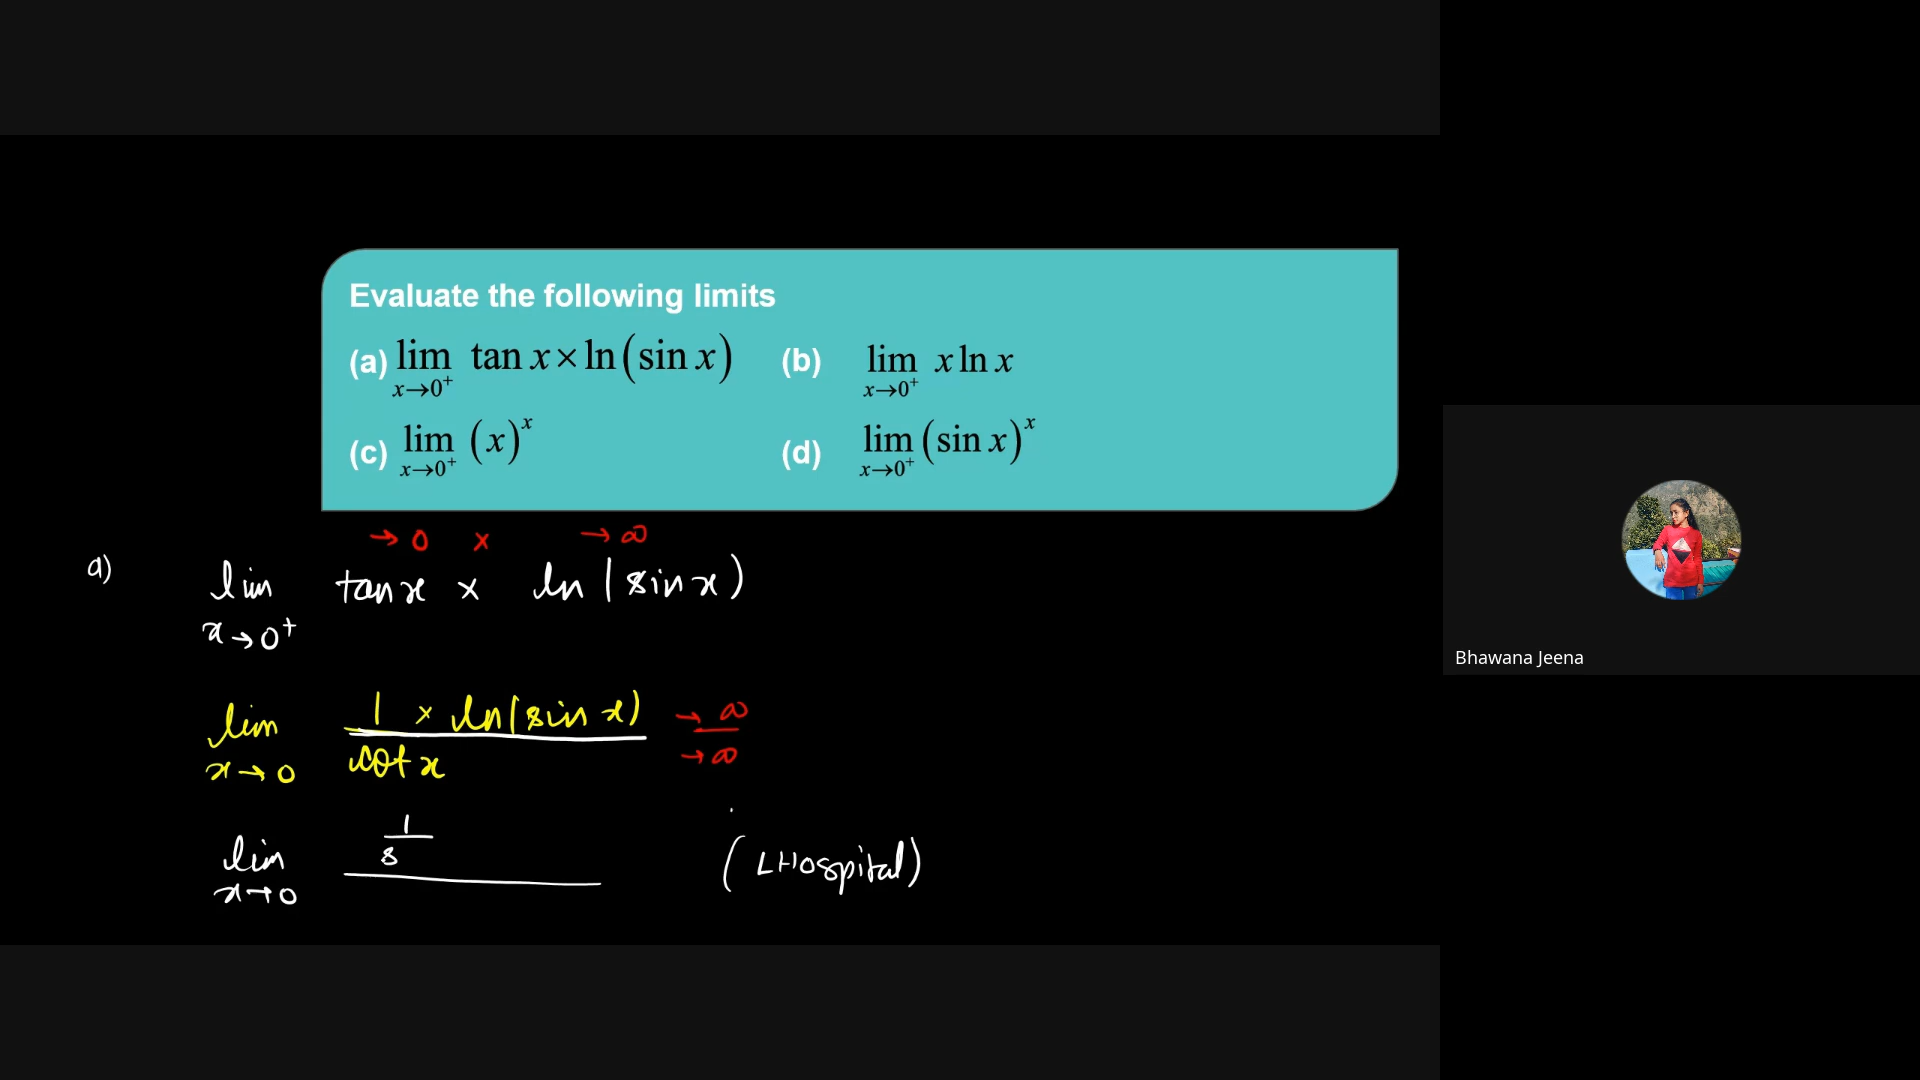 Evaluate the following limits
(a) lim x→0⁺ tan x × ln(sin x) (b) lim x→0⁺ x ln x
(c) lim x→0⁺ (x)ˣ (d) lim x→0⁺ (sin x)ˣ
→ 0 × → ∞
a) lim x→0⁺ tan x × ln(sin x)
lim x→0 1 × ln(sin x) / cot x → ∞ / → ∞
lim x→0 1 / s (LHospital)
Bhawana Jeena